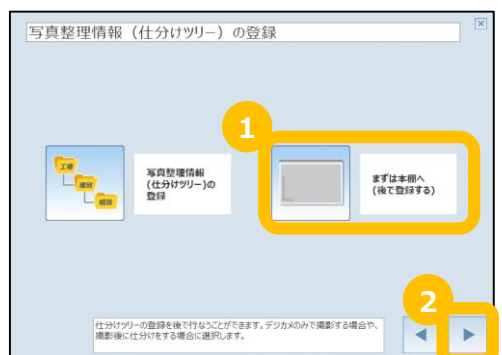 写真整理情報（仕分けツリー）の登録
1
工種
種別
細別
写真整理情報
(仕分けツリー)の
登録
まずは本棚へ
(後で登録する)
2
仕分けツリーの登録を後で行なうことができます。デジカメのみで撮影する場合や、
撮影後に仕分けをする場合に選択します。